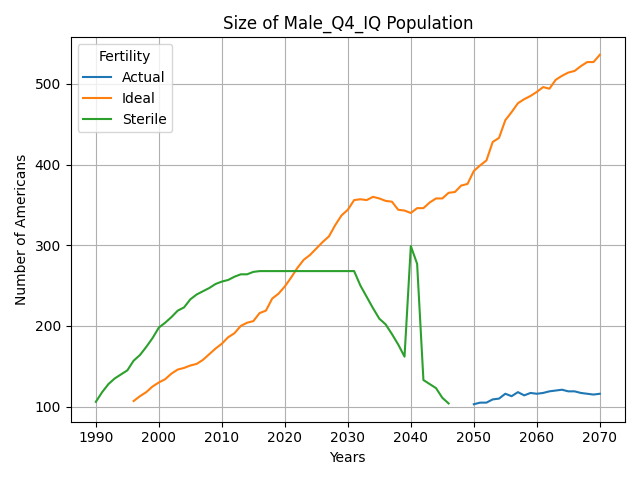 Size of Male_Q4_IQ Population
Fertility
Actual
Ideal
Sterile
Number of Americans
500
400
300
200
100
1990 2000 2010 2020 2030 2040 2050 2060 2070
Years